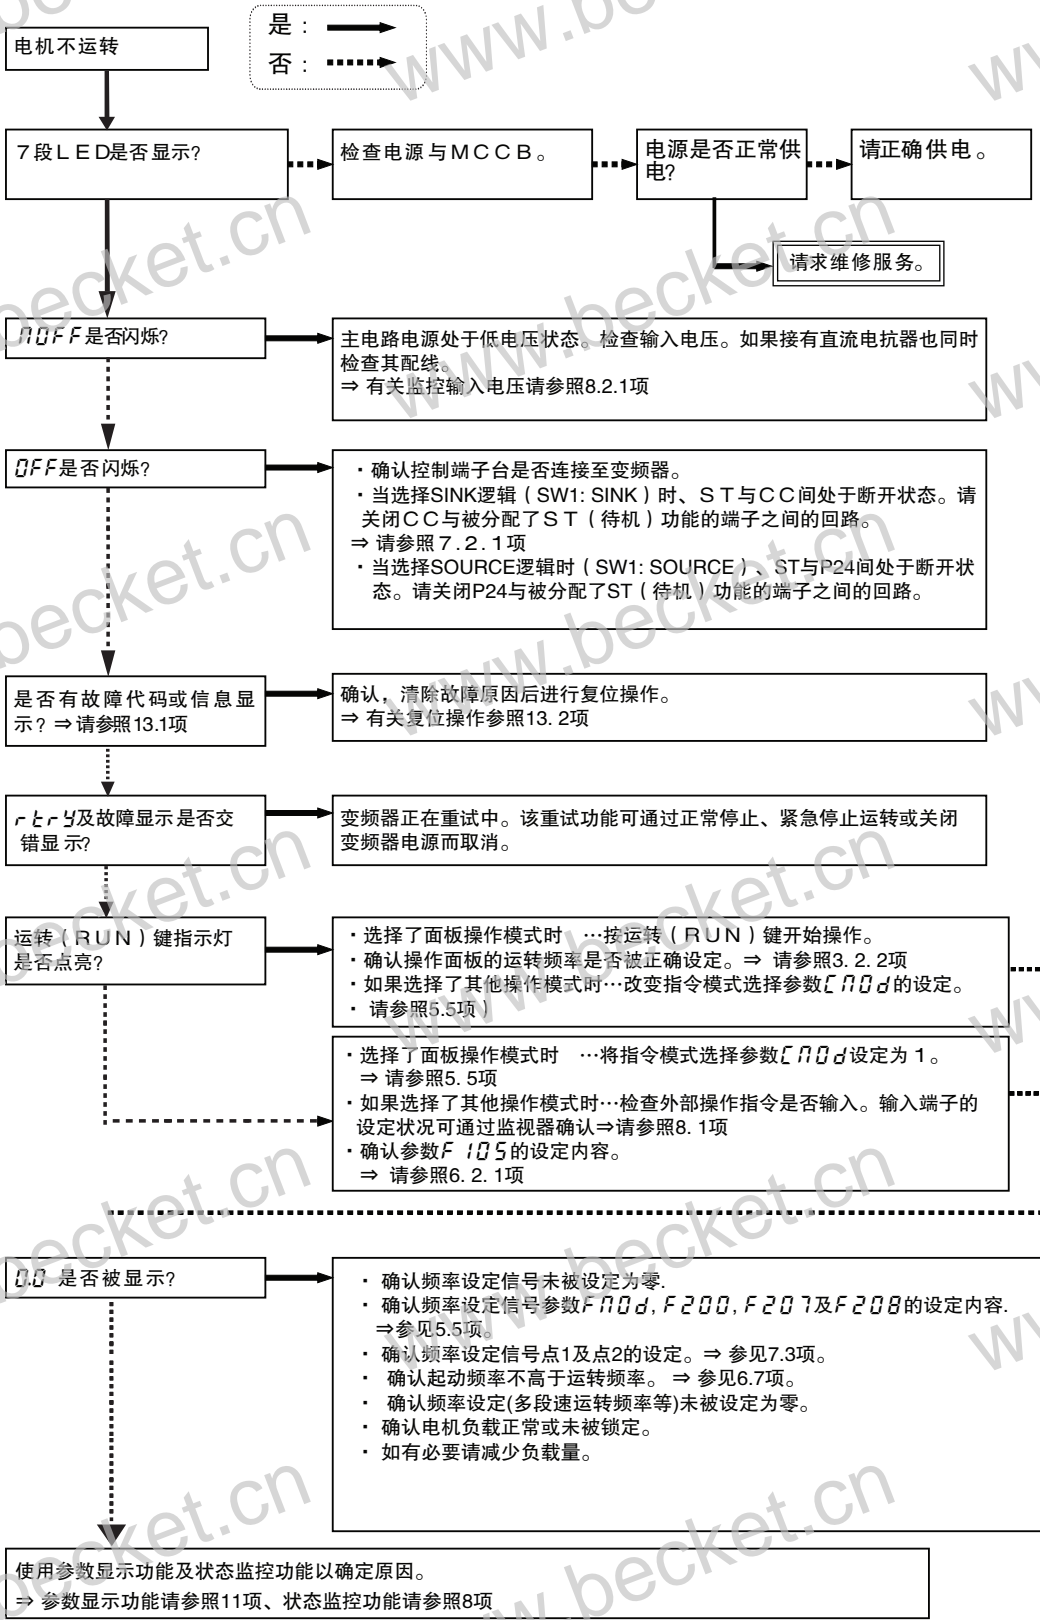 电机不运转
是：
否：
7段LED是否显示?
检查电源与MCCB。
电源是否正常供
电?
请正确供电。
请求维修服务。
MOFF是否闪烁?
主电路电源处于低电压状态。检查输入电压。如果接有直流电抗器也同时
检查其配线。
⇒ 有关监控输入电压请参照8.2.1项
OFF是否闪烁?
・确认控制端子台是否连接至变频器。
・当选择SINK逻辑（SW1: SINK）时、ST与CC间处于断开状态。请
关闭CC与被分配了ST（待机）功能的端子之间的回路。
⇒ 请参照7.2.1项
・当选择SOURCE逻辑时（SW1: SOURCE）、ST与P24间处于断开状
态。请关闭P24与被分配了ST（待机）功能的端子之间的回路。
是否有故障代码或信息显
示？⇒请参照13.1项
确认，清除故障原因后进行复位操作。
⇒ 有关复位操作参照13. 2项
rtry及故障显示是否交
错显示?
变频器正在重试中。该重试功能可通过正常停止、紧急停止运转或关闭
变频器电源而取消。
运转（RUN）键指示灯
是否点亮?
・选择了面板操作模式时 …按运转（RUN）键开始操作。
・确认操作面板的运转频率是否被正确设定。⇒ 请参照3. 2. 2项
・如果选择了其他操作模式时…改变指令模式选择参数CMOd的设定。
・ 请参照5.5项）
・选择了面板操作模式时 …将指令模式选择参数CMOd设定为1。
⇒ 请参照5. 5项
・如果选择了其他操作模式时…检查外部操作指令是否输入。输入端子的
设定状况可通过监视器确认⇒请参照8. 1项
・确认参数F105的设定内容。
⇒ 请参照6. 2. 1项
0.0 是否被显示?
・ 确认频率设定信号未被设定为零.
・ 确认频率设定信号参数FMOd, F200, F207及F208的设定内容.
⇒参见5.5项。
・ 确认频率设定信号点1及点2的设定。⇒ 参见7.3项。
・ 确认起动频率不高于运转频率。 ⇒ 参见6.7项。
・ 确认频率设定(多段速运转频率等)未被设定为零。
・ 确认电机负载正常或未被锁定。
・ 如有必要请减少负载量。
使用参数显示功能及状态监控功能以确定原因。
⇒ 参数显示功能请参照11项、状态监控功能请参照8项
www.becket.cn